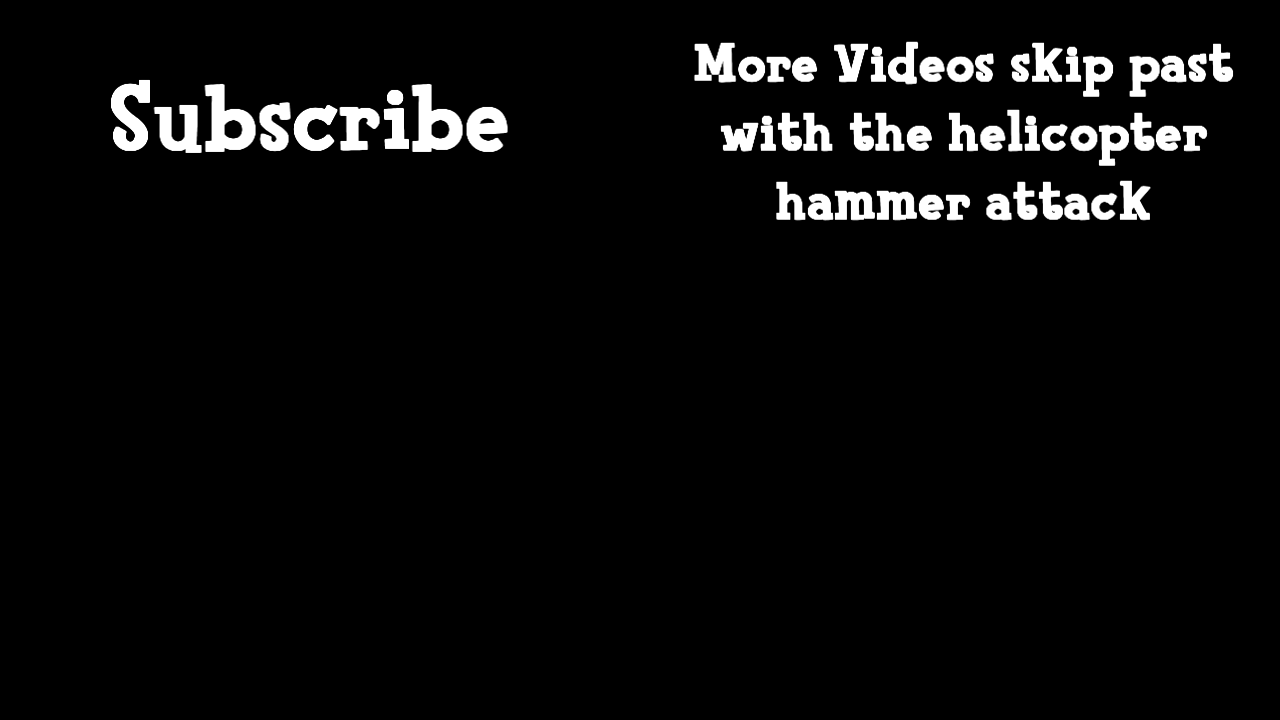 Subscribe
More Videos skip past
with the helicopter
hammer attack